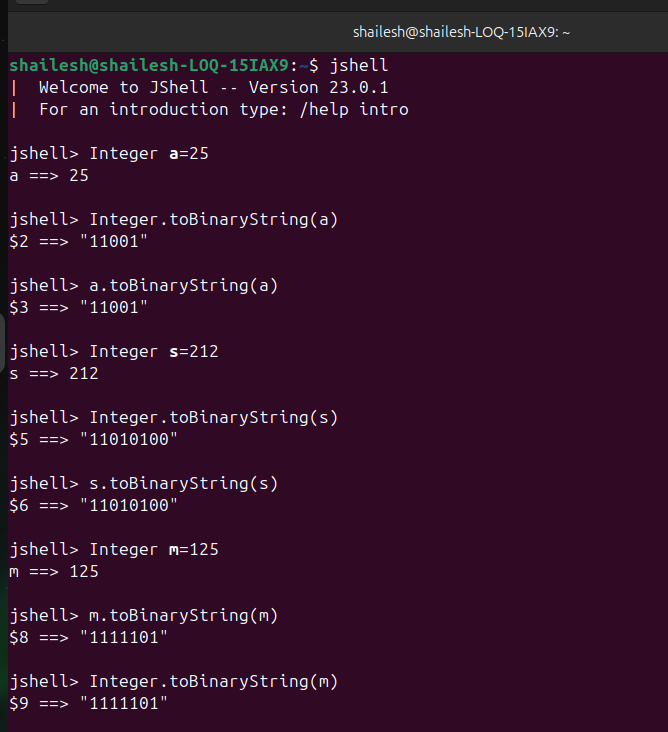 shailesh@shailesh-LOQ-15IAX9: ~
shailesh@shailesh-LOQ-15IAX9:~$ jshell
|  Welcome to JShell -- Version 23.0.1
|  For an introduction type: /help intro
jshell> Integer a=25
a ==> 25
jshell> Integer.toBinaryString(a)
$2 ==> "11001"
jshell> a.toBinaryString(a)
$3 ==> "11001"
jshell> Integer s=212
s ==> 212
jshell> Integer.toBinaryString(s)
$5 ==> "11010100"
jshell> s.toBinaryString(s)
$6 ==> "11010100"
jshell> Integer m=125
m ==> 125
jshell> m.toBinaryString(m)
$8 ==> "1111101"
jshell> Integer.toBinaryString(m)
$9 ==> "1111101"